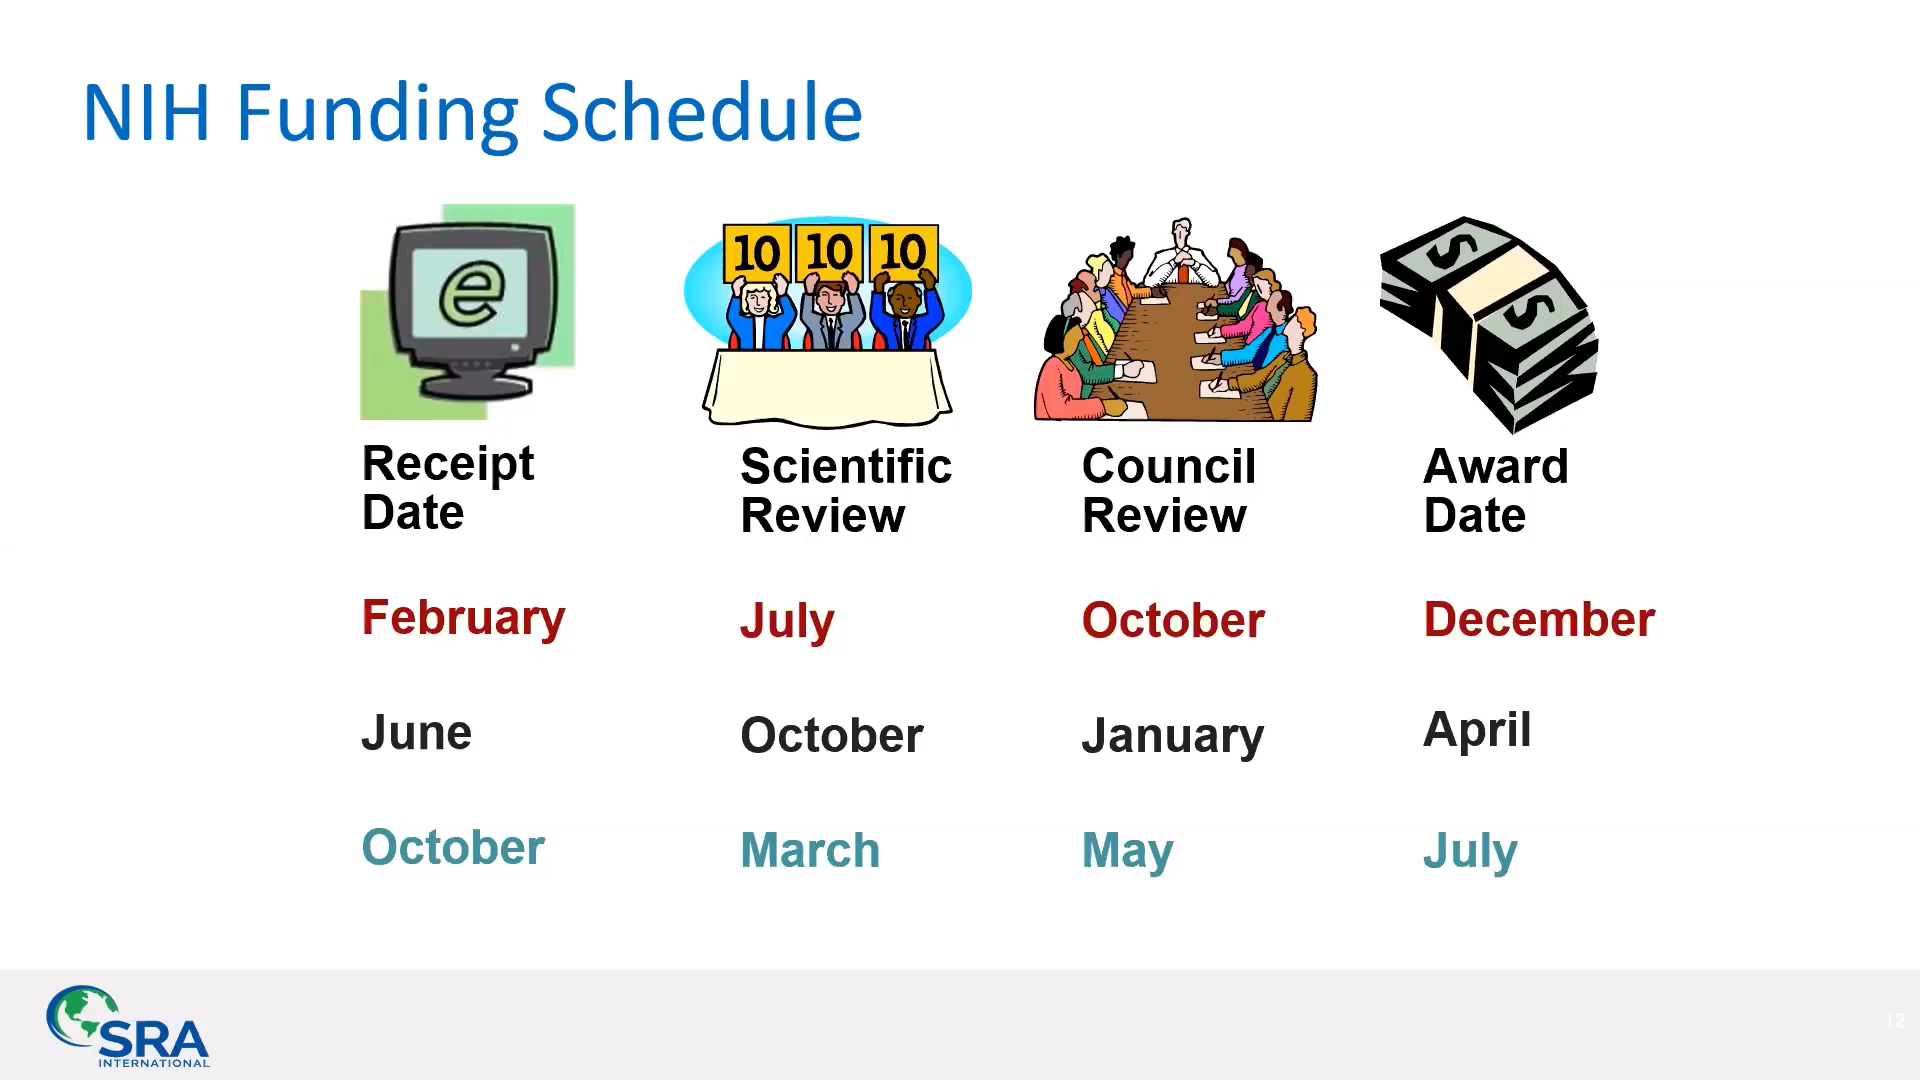 NIH Funding Schedule
e
10 10 10
$
$
Receipt
Date
Scientific
Review
Council
Review
Award
Date
February July October December
June October January April
October March May July
SRA
INTERNATIONAL
12